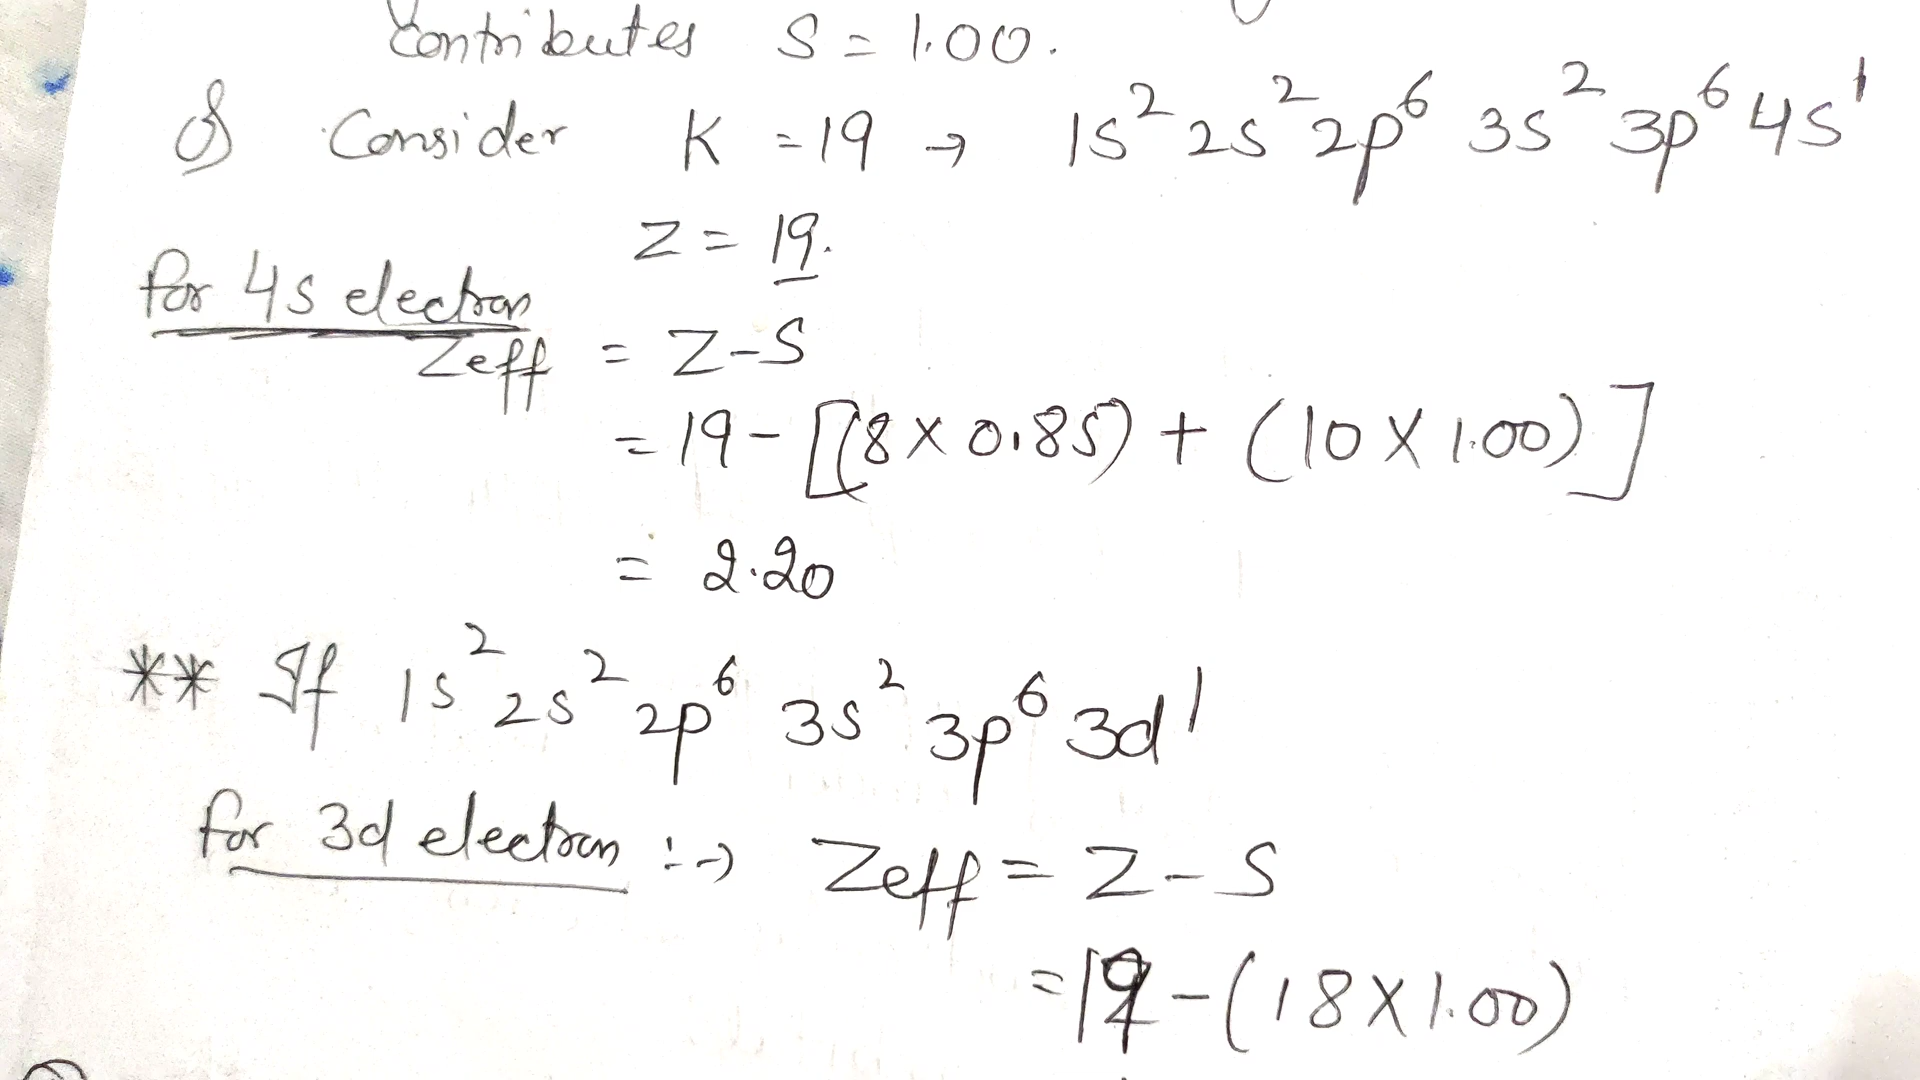 Contributes S = 1.00.
Consider K = 19 → 1s² 2s² 2p⁶ 3s² 3p⁶ 4s¹
Z = 19.
for 4s electron
Zeff = Z-S
= 19 - [(8 × 0.85) + (10 × 1.00)]
= 2.20
** If 1s² 2s² 2p⁶ 3s² 3p⁶ 3d¹
for 3d electron :→ Zeff = Z - S
= 19 - (18 × 1.00)